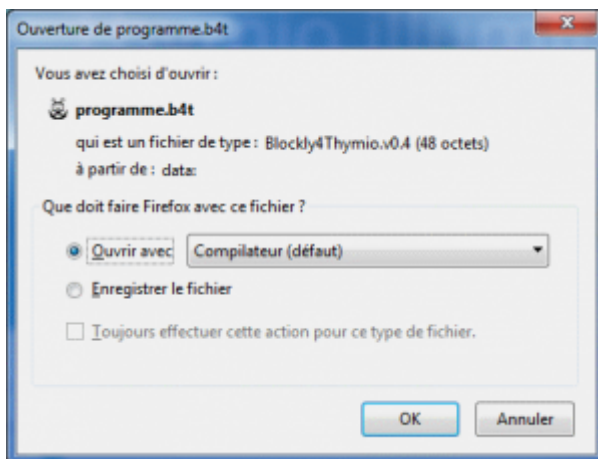 Ouverture de programme.b4t
Vous avez choisi d'ouvrir :
programme.b4t
qui est un fichier de type : Blockly4Thymio.v0.4 (48 octets)
à partir de : data:
Que doit faire Firefox avec ce fichier ?
Ouvrir avec Compilateur (défaut)
Enregistrer le fichier
Toujours effectuer cette action pour ce type de fichier.
OK Annuler